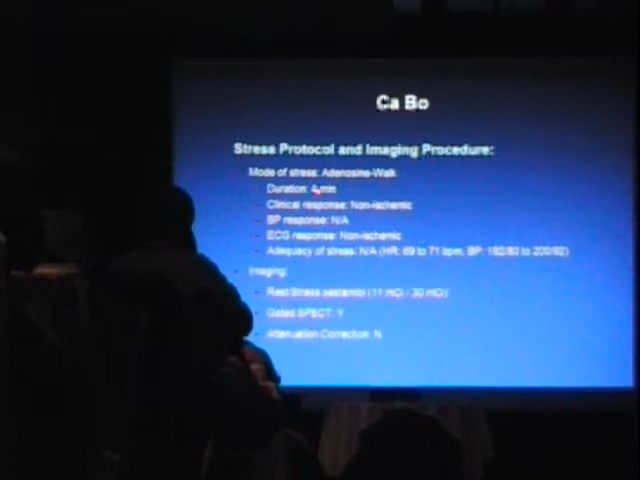 Ca Bo
Stress Protocol and Imaging Procedure:
Mode of stress: Adenosine-Walk
Duration: 4 min
Clinical response: Non-ischemic
BP response: N/A
ECG response: Non-ischemic
Adequacy of stress: N/A (HR: 69 to 71 bpm, BP: 192/80 to 200/92)
Imaging:
Rest/Stress sestamibi (11 mCi / 30 mCi)
Gated SPECT: Y
Attenuation Correction: N